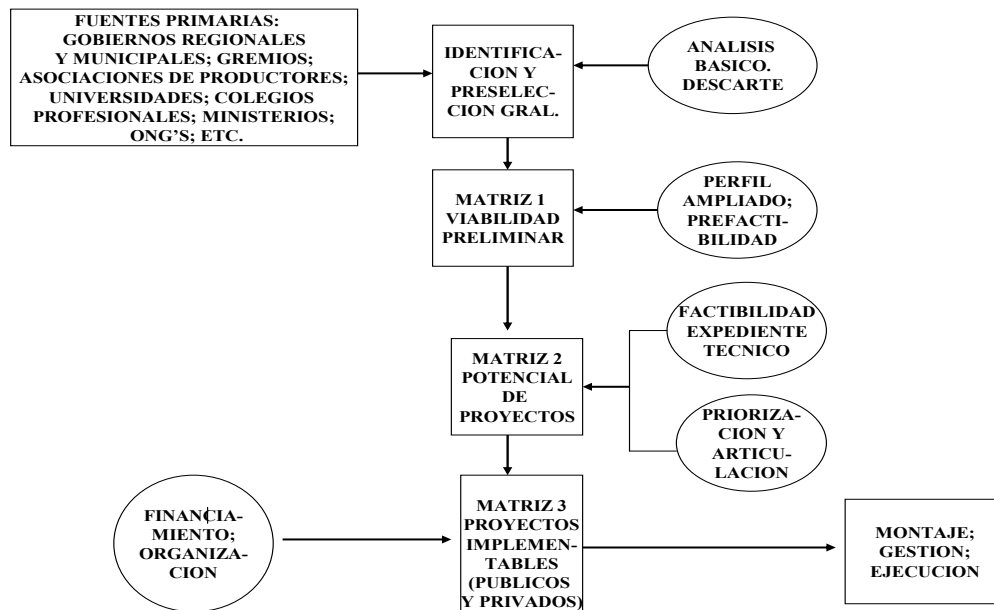 FUENTES PRIMARIAS:
GOBIERNOS REGIONALES
Y MUNICIPALES; GREMIOS;
ASOCIACIONES DE PRODUCTORES;
UNIVERSIDADES; COLEGIOS
PROFESIONALES; MINISTERIOS;
ONG’S; ETC.
IDENTIFICA-
CION Y
PRESELEC-
CION GRAL.
ANALISIS
BASICO.
DESCARTE
MATRIZ 1
VIABILIDAD
PRELIMINAR
PERFIL
AMPLIADO;
PREFACTI-
BILIDAD
FACTIBILIDAD
EXPEDIENTE
TECNICO
MATRIZ 2
POTENCIAL
DE
PROYECTOS
PRIORIZA-
CION Y
ARTICU-
LACION
FINANCIA-
MIENTO;
ORGANIZA-
CION
MATRIZ 3
PROYECTOS
IMPLEMEN-
TABLES
(PUBLICOS
Y PRIVADOS)
MONTAJE;
GESTION;
EJECUCION